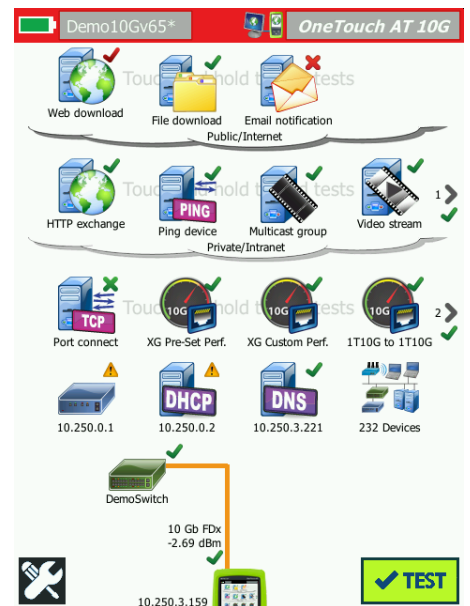 Demo10Gv65*
OneTouch AT 10G
Web download
File download
Email notification
Public/Internet
HTTP exchange
PING
Ping device
Multicast group
Video stream
1
Private/Intranet
TCP
Port connect
10G
XG Pre-Set Perf.
10G
XG Custom Perf.
10G
1T10G to 1T10G
2
10.250.0.1
DHCP
10.250.0.2
DNS
10.250.3.221
232 Devices
DemoSwitch
10 Gb FDx
-2.69 dBm
10.250.3.159
TEST